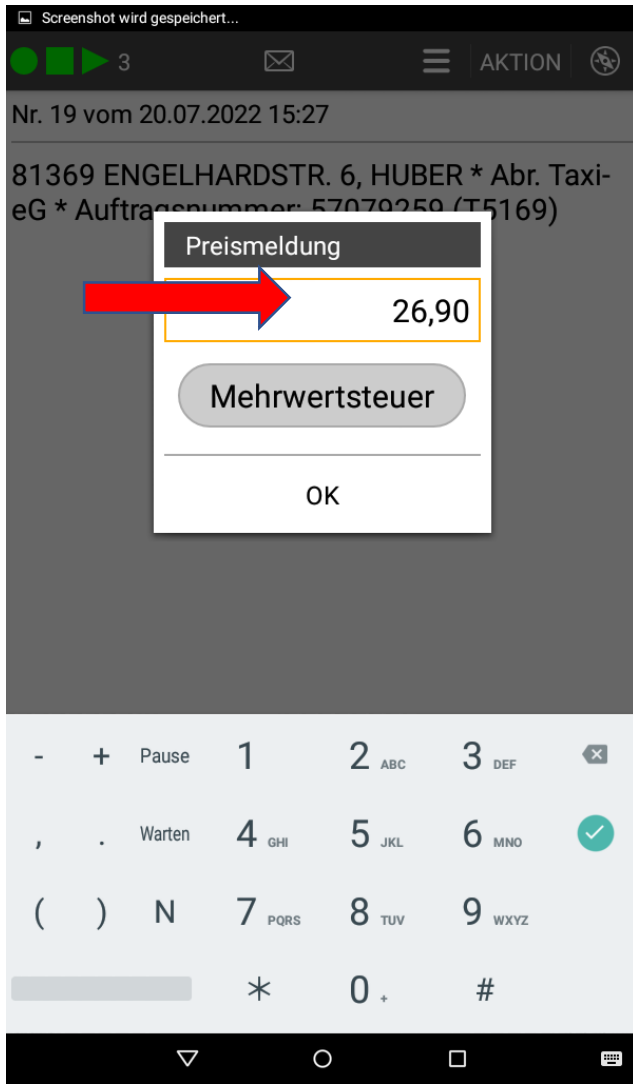 Screenshot wird gespeichert...
3 AKTION
Nr. 19 vom 20.07.2022 15:27
81369 ENGELHARDSTR. 6, HUBER * Abr. Taxi-
eG * Auftragsnummer: 57079259 (T5169)
Preismeldung
26,90
Mehrwertsteuer
OK
- + Pause 1 2 ABC 3 DEF
, . Warten 4 GHI 5 JKL 6 MNO
( ) N 7 PQRS 8 TUV 9 WXYZ
* 0 + #